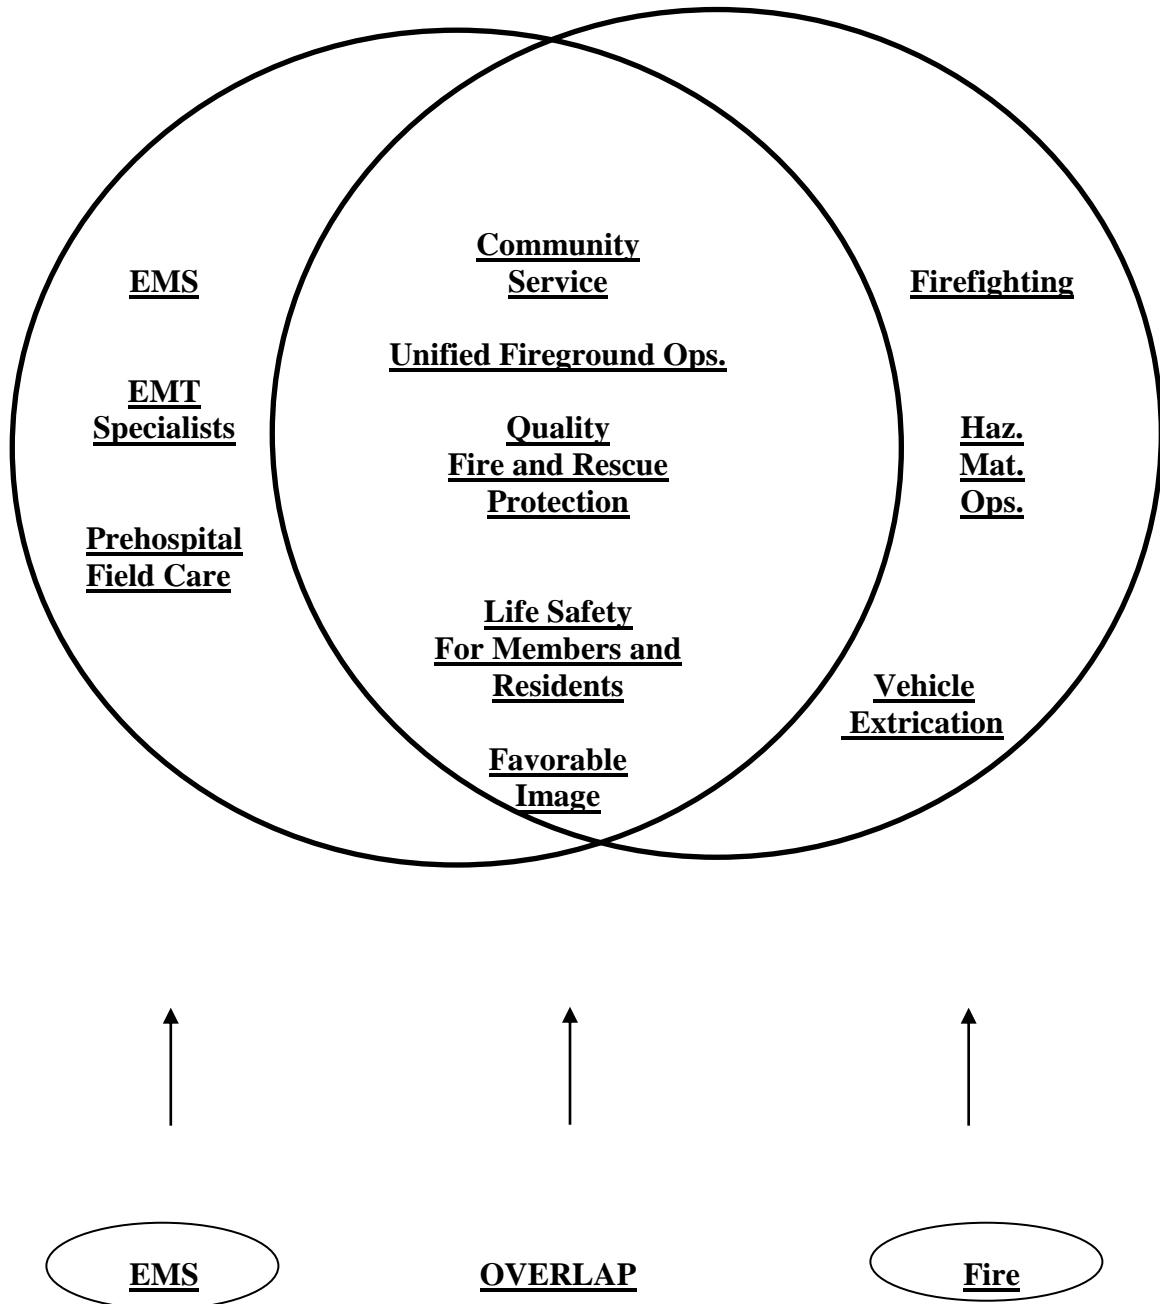 EMS
EMT
Specialists
Prehospital
Field Care
Community
Service
Unified Fireground Ops.
Quality
Fire and Rescue
Protection
Life Safety
For Members and
Residents
Favorable
Image
Firefighting
Haz.
Mat.
Ops.
Vehicle
Extrication
EMS
OVERLAP
Fire